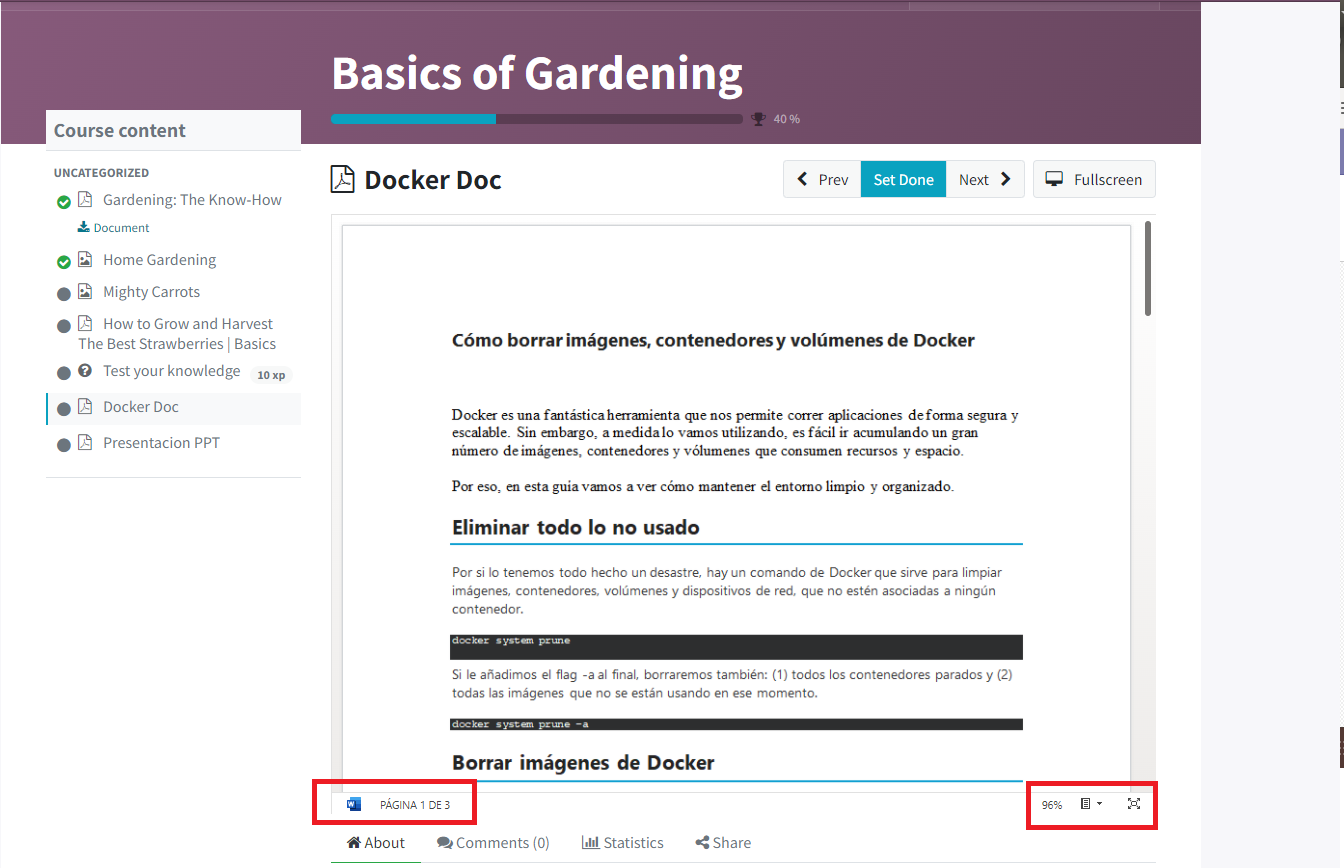 Basics of Gardening
40 %
Course content
UNCATEGORIZED
Gardening: The Know-How
Document
Home Gardening
Mighty Carrots
How to Grow and Harvest
The Best Strawberries | Basics
Test your knowledge 10 xp
Docker Doc
Presentacion PPT
Docker Doc
Prev Set Done Next Fullscreen
Cómo borrar imágenes, contenedores y volúmenes de Docker
Docker es una fantástica herramienta que nos permite correr aplicaciones de forma segura y
escalable. Sin embargo, a medida lo vamos utilizando, es fácil ir acumulando un gran
número de imágenes, contenedores y vólumenes que consumen recursos y espacio.
Por eso, en esta guia vamos a ver cómo mantener el entorno limpio y organizado.
Eliminar todo lo no usado
Por si lo tenemos todo hecho un desastre, hay un comando de Docker que sirve para limpiar
imágenes, contenedores, volúmenes y dispositivos de red, que no estén asociadas a ningún
contenedor.
docker system prune
Si le añadimos el flag -a al final, borraremos también: (1) todos los contenedores parados y (2)
todas las imágenes que no se están usando en ese momento.
docker system prune -a
Borrar imágenes de Docker
PÁGINA 1 DE 3
96%
About Comments (0) Statistics Share